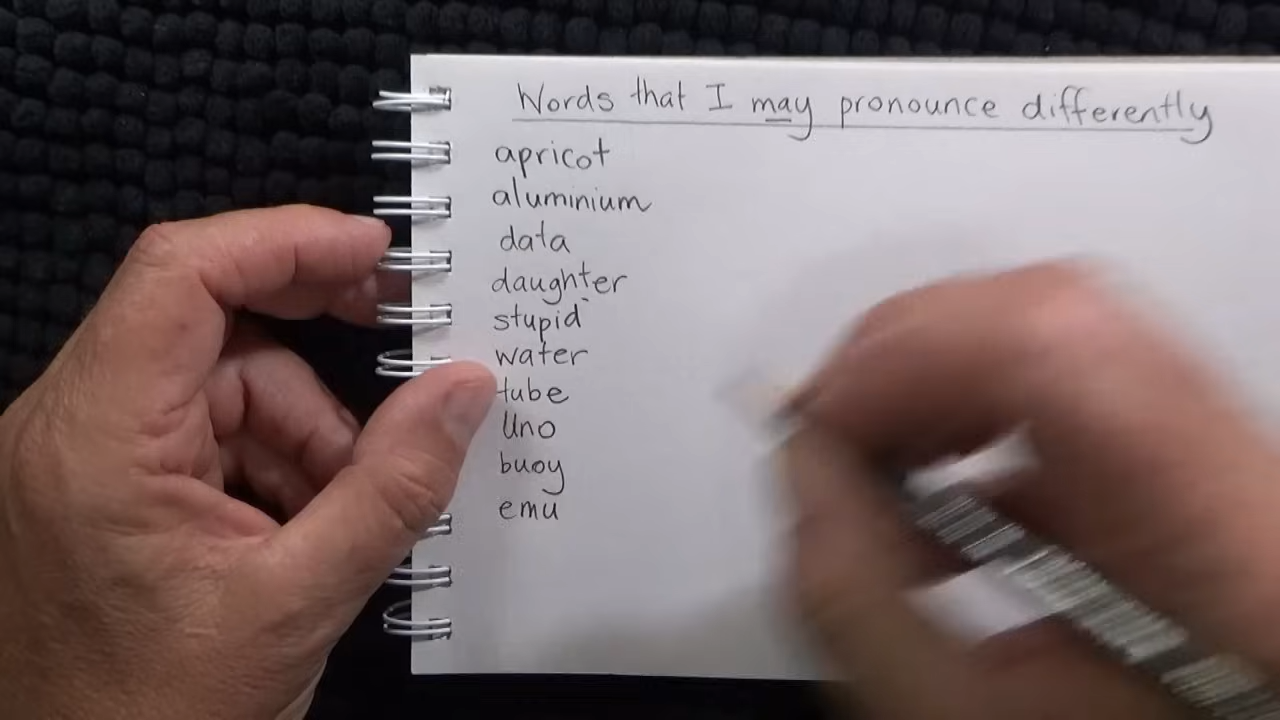 Words that I may pronounce differently
apricot
aluminium
data
daughter
stupid
water
tube
Uno
buoy
emu